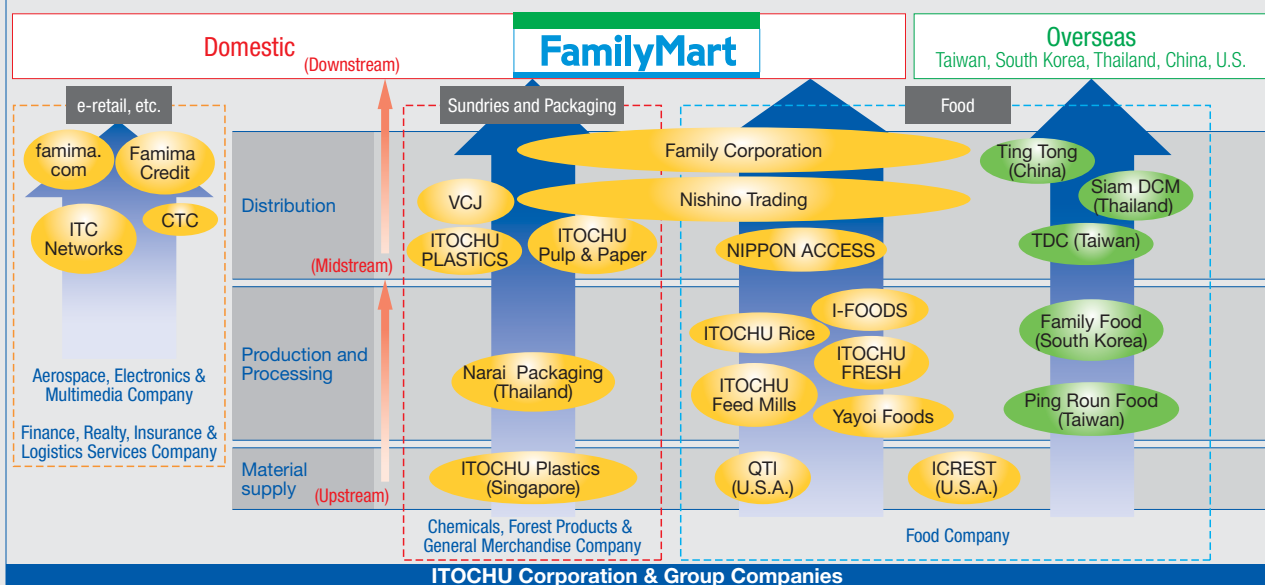 Domestic
(Downstream)
FamilyMart
Overseas
Taiwan, South Korea, Thailand, China, U.S.
e-retail, etc.
Sundries and Packaging
Food
famima.
com
Famima
Credit
ITC
Networks
CTC
Aerospace, Electronics &
Multimedia Company
Finance, Realty, Insurance &
Logistics Services Company
Distribution
(Midstream)
Production and
Processing
Material
supply
(Upstream)
Family Corporation
Nishino Trading
VCJ
ITOCHU
PLASTICS
ITOCHU
Pulp & Paper
NIPPON ACCESS
Narai Packaging
(Thailand)
ITOCHU Plastics
(Singapore)
Chemicals, Forest Products &
General Merchandise Company
I-FOODS
ITOCHU Rice
ITOCHU
FRESH
ITOCHU
Feed Mills
Yayoi Foods
QTI
(U.S.A.)
ICREST
(U.S.A.)
Ting Tong
(China)
Siam DCM
(Thailand)
TDC (Taiwan)
Family Food
(South Korea)
Ping Roun Food
(Taiwan)
Food Company
ITOCHU Corporation & Group Companies